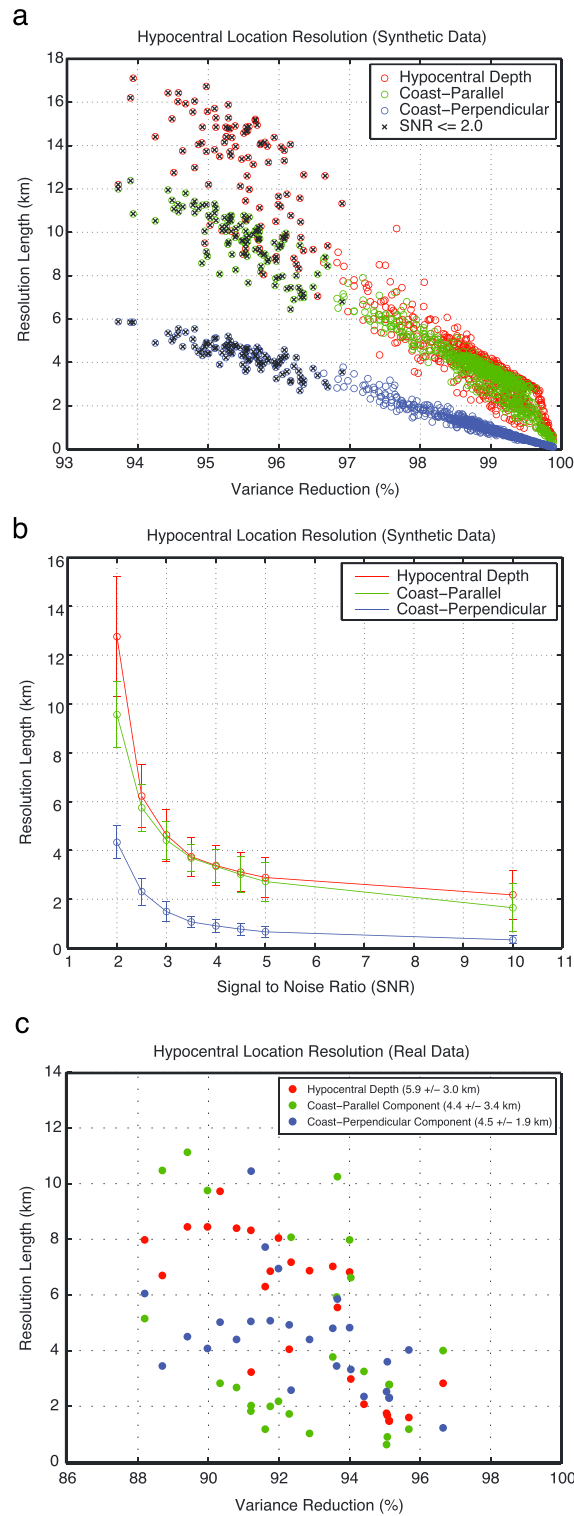 a
Hypocentral Location Resolution (Synthetic Data)
18
16
14
12
10
8
6
4
2
0
Resolution Length (km)
Hypocentral Depth
Coast−Parallel
Coast−Perpendicular
SNR <= 2.0
93 94 95 96 97 98 99 100
Variance Reduction (%)
b
Hypocentral Location Resolution (Synthetic Data)
16
14
12
10
8
6
4
2
0
Resolution Length (km)
Hypocentral Depth
Coast−Parallel
Coast−Perpendicular
1 2 3 4 5 6 7 8 9 10 11
Signal to Noise Ratio (SNR)
c
Hypocentral Location Resolution (Real Data)
14
12
10
8
6
4
2
0
Resolution Length (km)
Hypocentral Depth (5.9 +/− 3.0 km)
Coast−Parallel Component (4.4 +/− 3.4 km)
Coast−Perpendicular Component (4.5 +/− 1.9 km)
86 88 90 92 94 96 98 100
Variance Reduction (%)